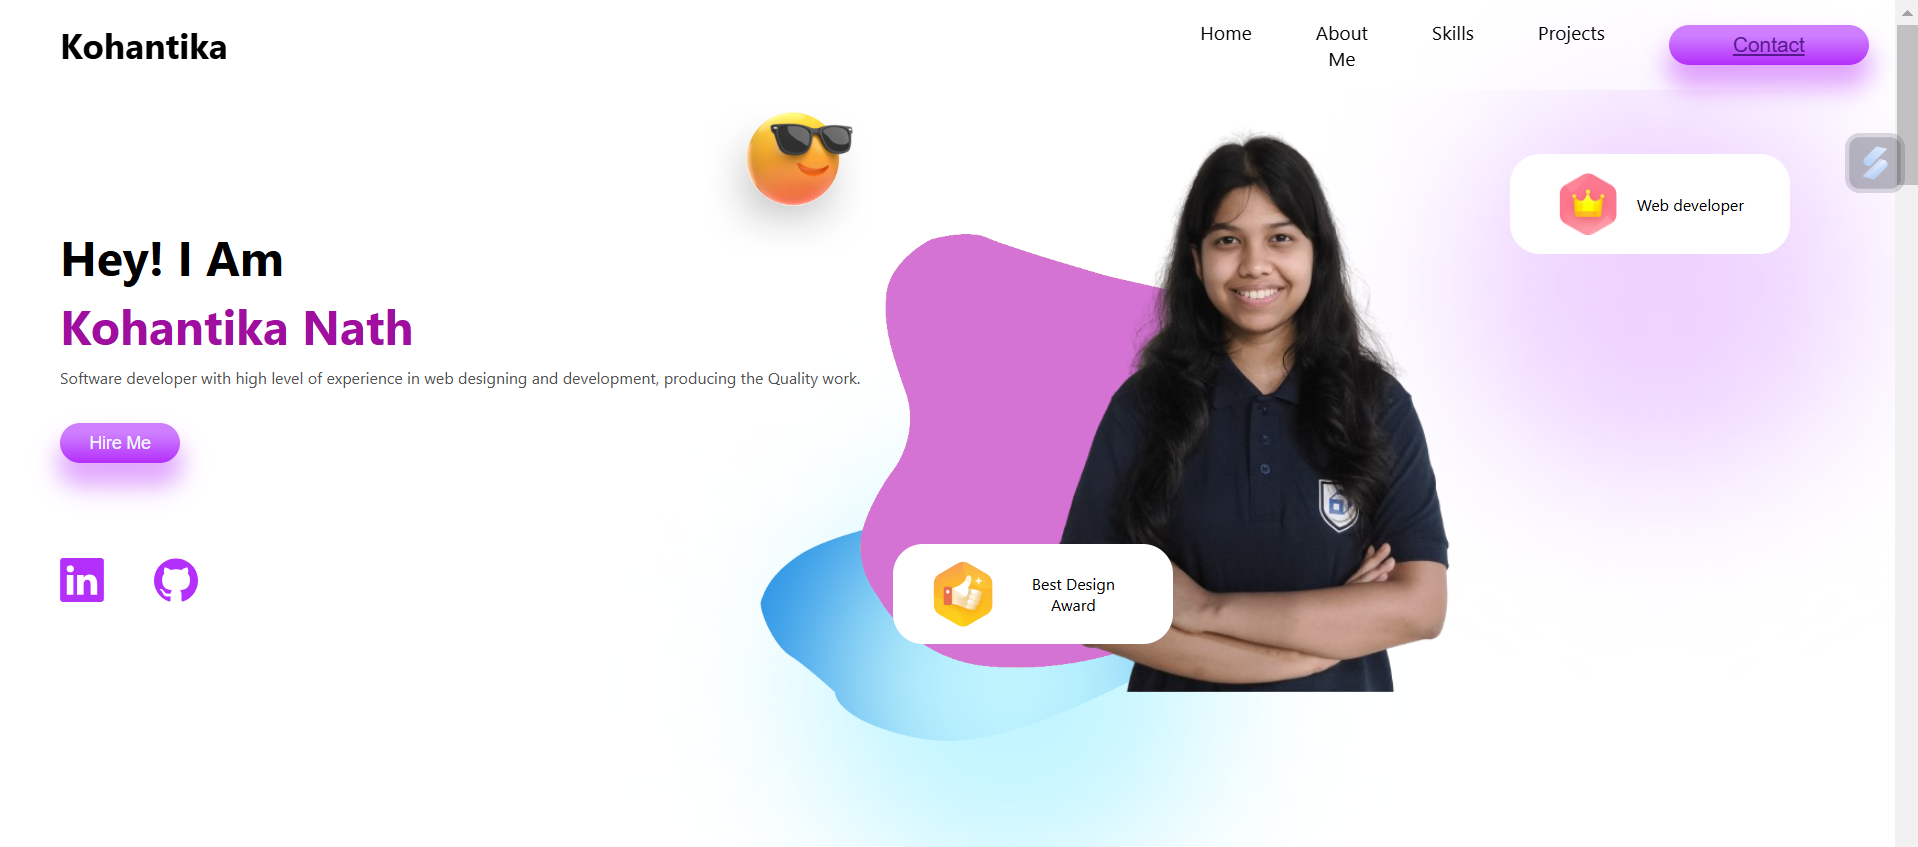 Kohantika
Home
About
Me
Skills
Projects
Contact
Web developer
Hey! I Am
Kohantika Nath
Software developer with high level of experience in web designing and development, producing the Quality work.
Hire Me
in
Best Design
Award